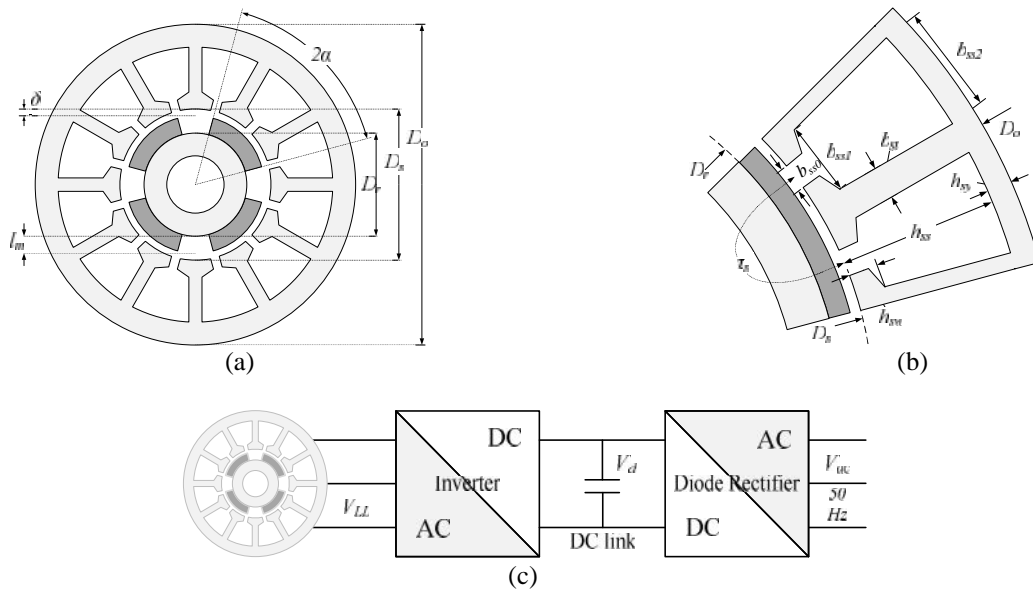 2α
δ
D_o
D_s
D_r
l_m
(a)
b_ss2
D_o
b_st
b_ss1
b_ss0
D_r
h_sy
h_ss
τ_s
h_sw
D_s
(b)
DC
AC
V_d
V_LL
Inverter
Diode Rectifier
V_ac
50
Hz
AC
DC
DC link
(c)